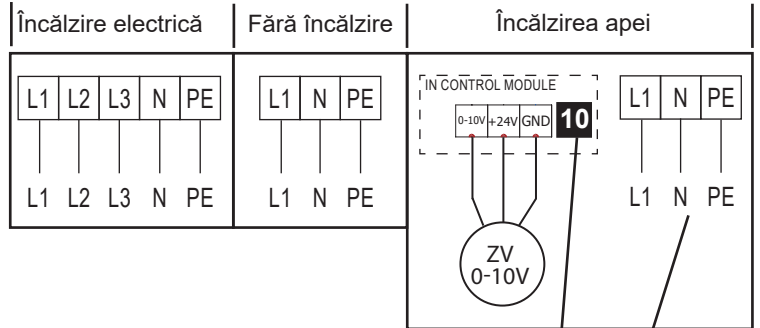 Încălzire electrică
Fără încălzire
Încălzirea apei
L1 L2 L3 N PE
L1 L2 L3 N PE
L1 N PE
L1 N PE
IN CONTROL MODULE
0-10V +24V GND 10
ZV
0-10V
L1 N PE
L1 N PE